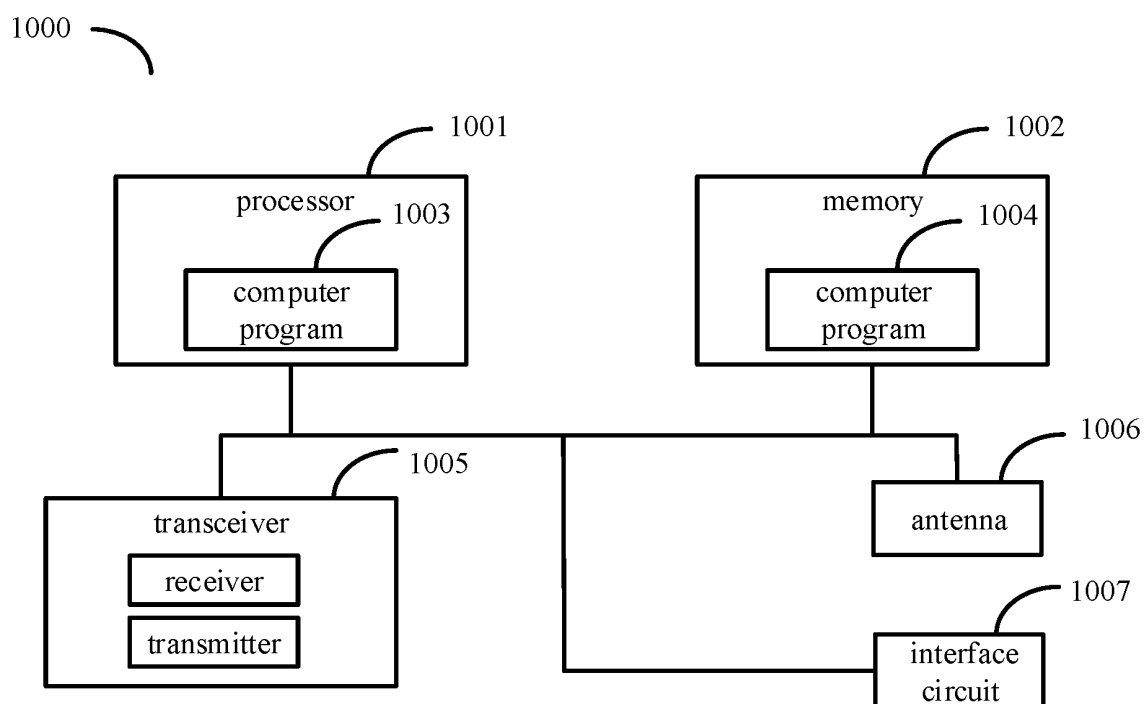 1000
1001
1002
processor
memory
1003
1004
computer
program
computer
program
1006
1005
antenna
transceiver
receiver
transmitter
1007
interface
circuit